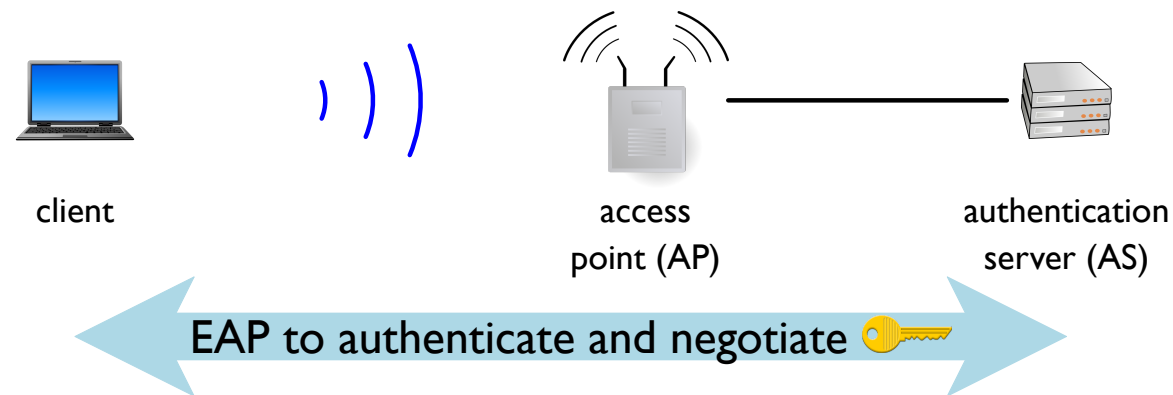 client
access
point (AP)
authentication
server (AS)
EAP to authenticate and negotiate